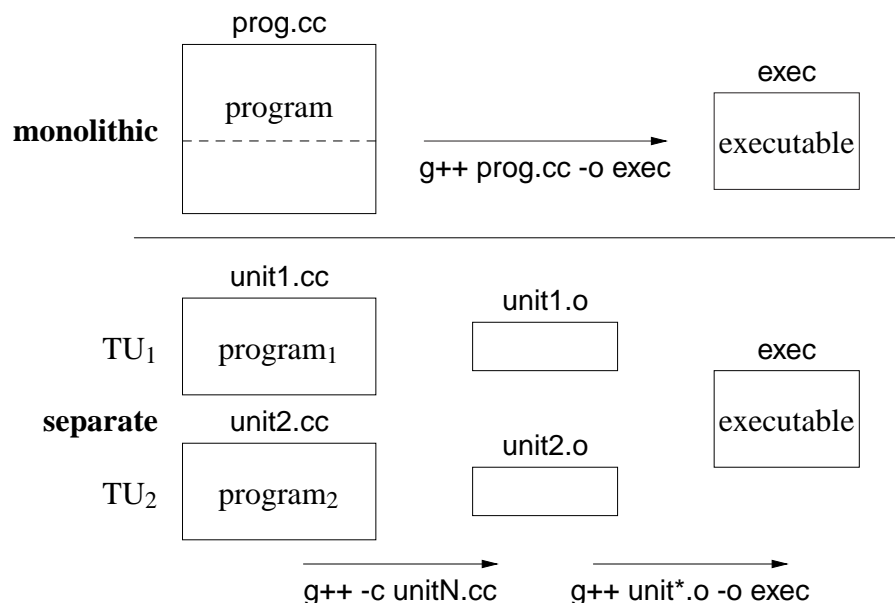 prog.cc
program
monolithic
g++ prog.cc -o exec
exec
executable
unit1.cc
TU1
program1
unit1.o
separate
unit2.cc
TU2
program2
unit2.o
exec
executable
g++ -c unitN.cc
g++ unit*.o -o exec